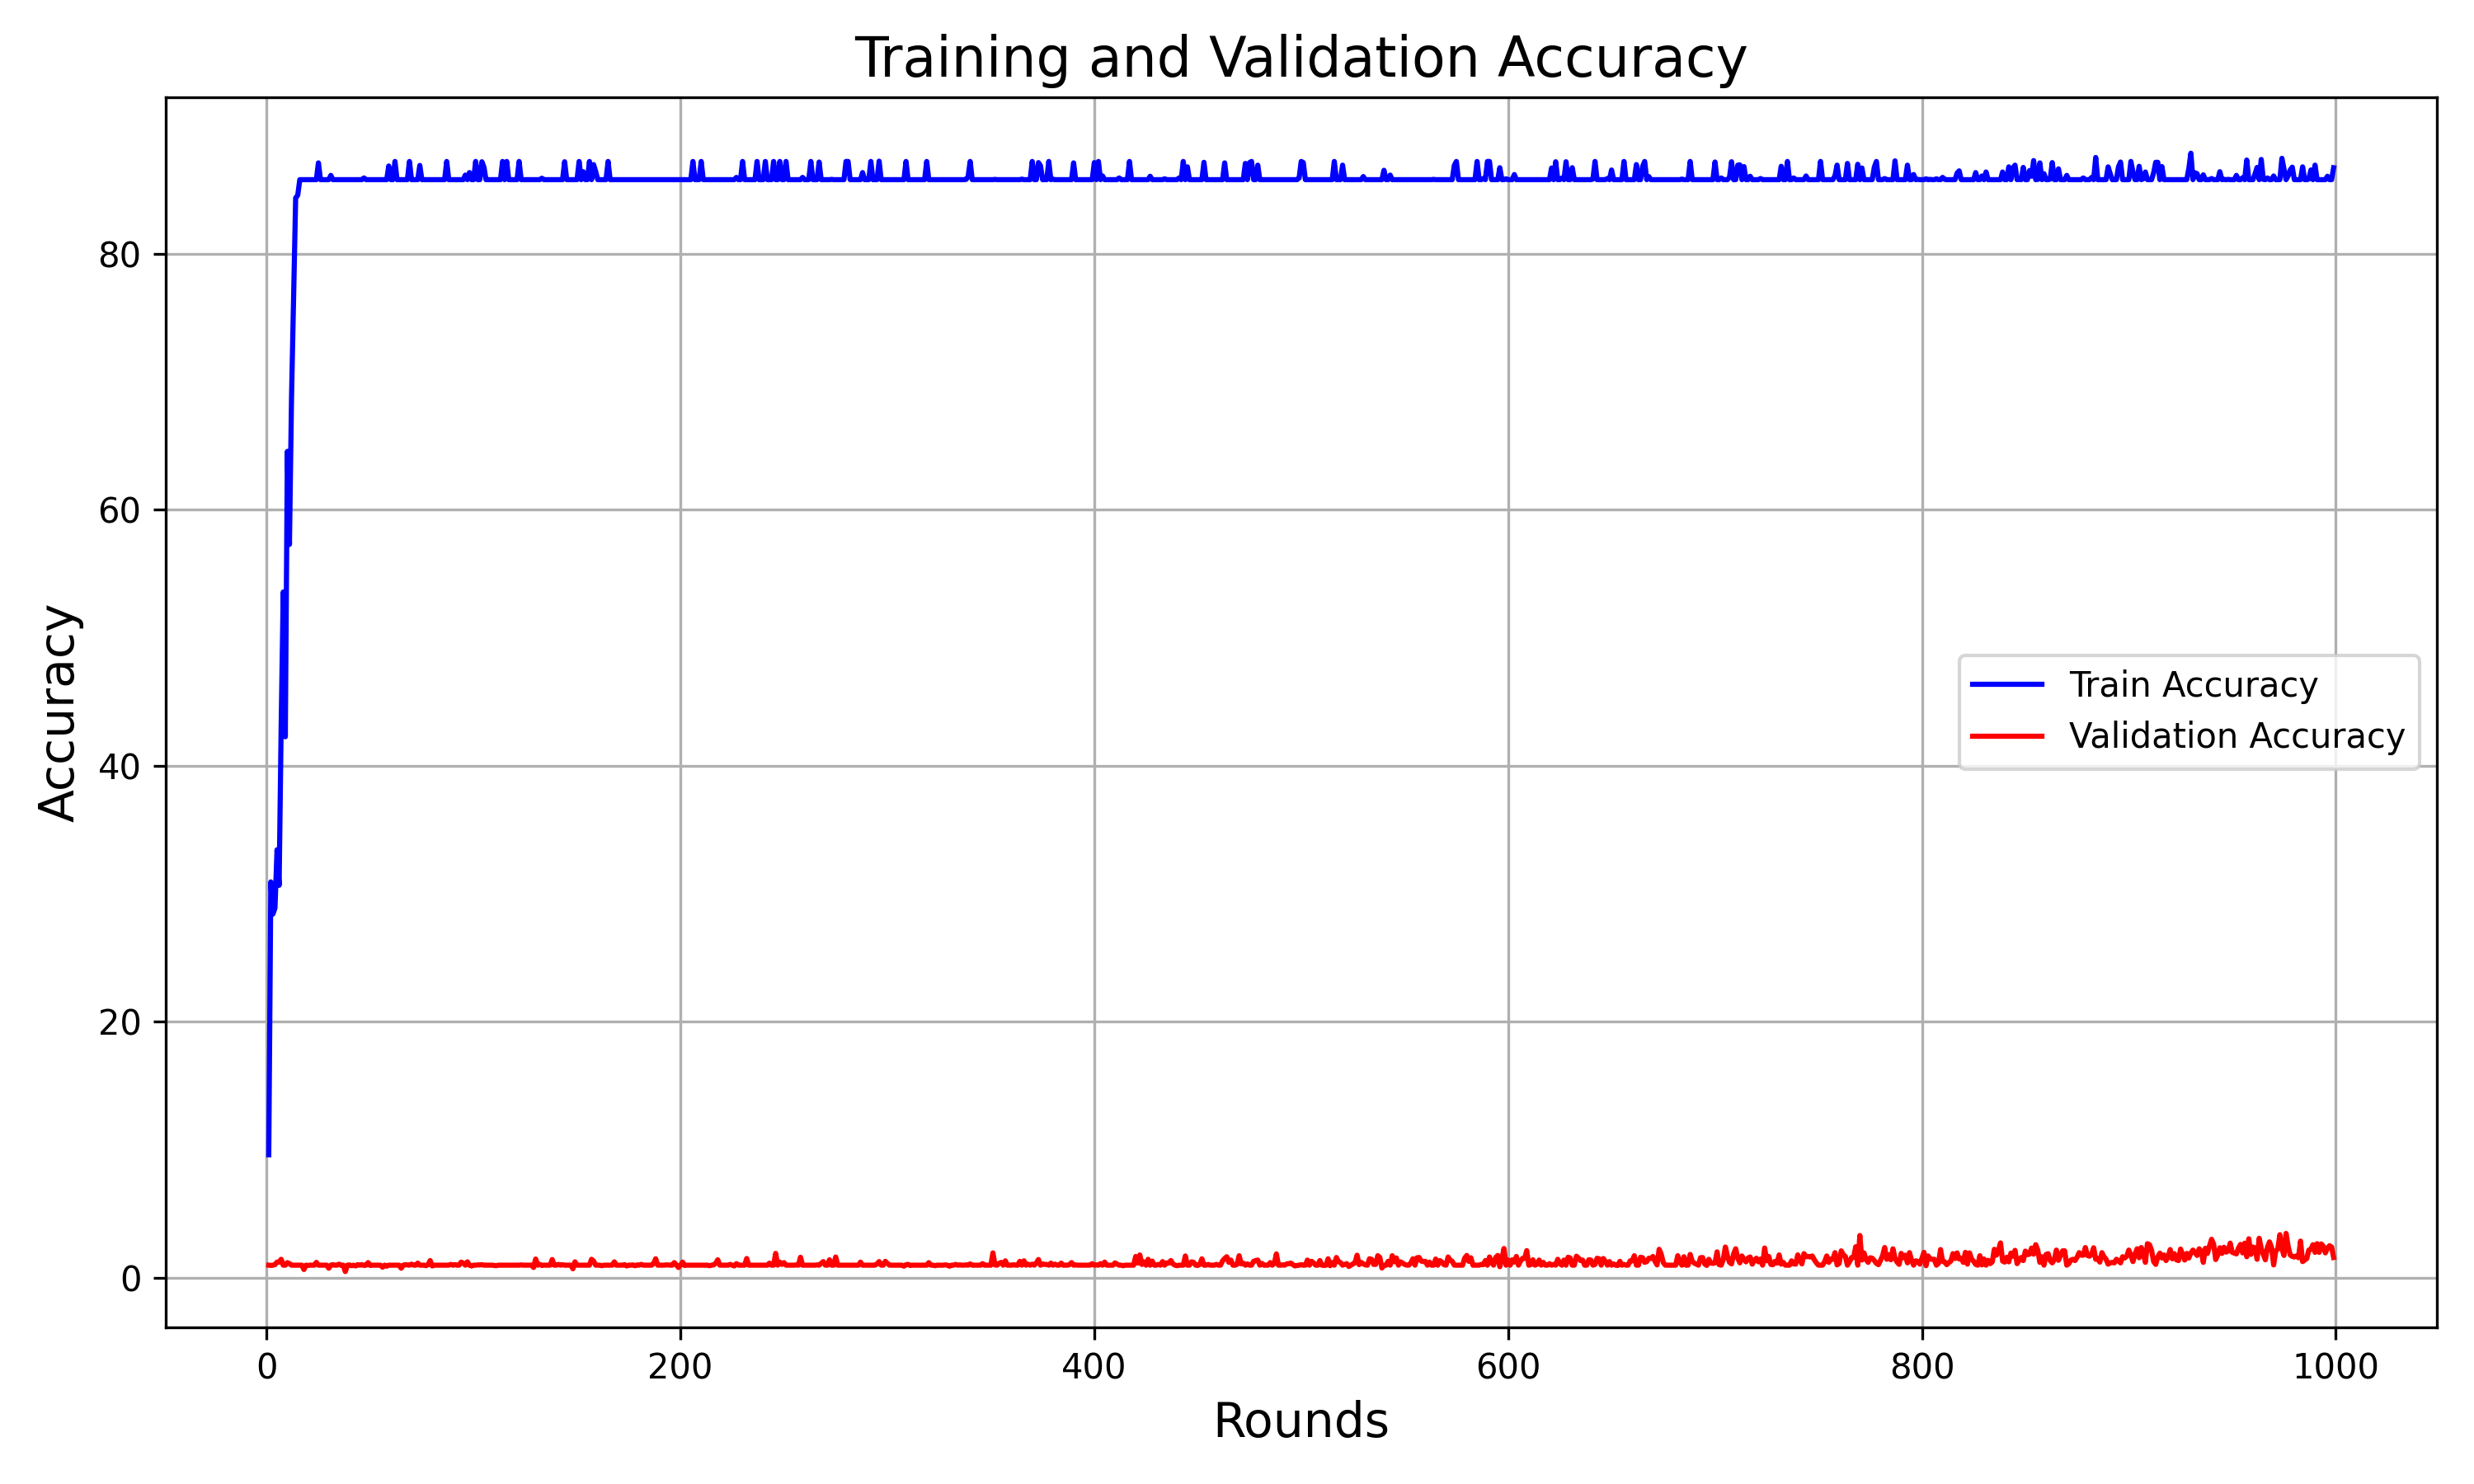 Training and Validation Accuracy
Accuracy
80
60
40
20
0
Train Accuracy
Validation Accuracy
0 200 400 600 800 1000
Rounds